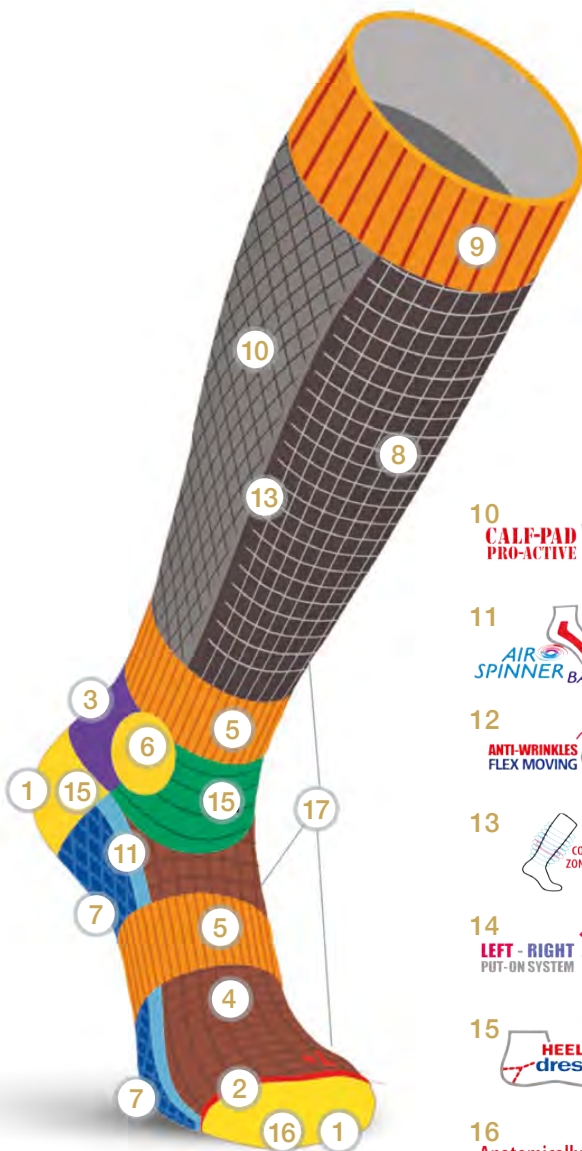 9
10
8
13
10
CALF-PAD
PRO-ACTIVE
11
AIR
SPINNER
3
5
6
12
ANTI-WRINKLES
FLEX MOVING
1
15
15
17
11
13
7
5
14
LEFT - RIGHT
PUT-ON SYSTEM
4
15
HEEL
2
7
16
1
16